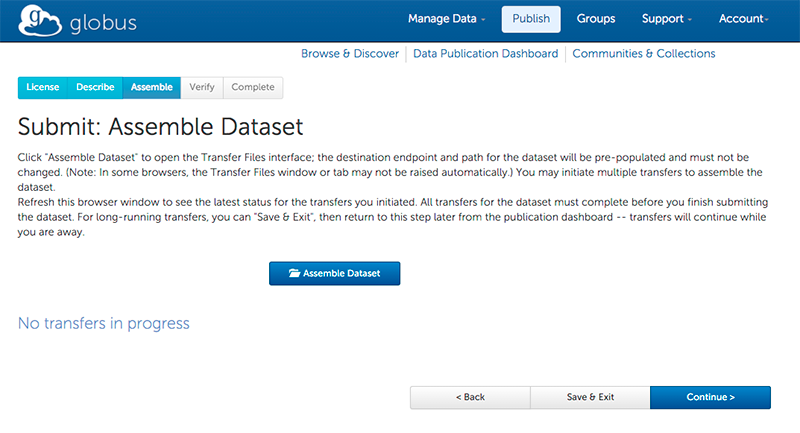 globus
Manage Data Publish Groups Support Account
Browse & Discover Data Publication Dashboard Communities & Collections
License Describe Assemble Verify Complete
Submit: Assemble Dataset
Click "Assemble Dataset" to open the Transfer Files interface; the destination endpoint and path for the dataset will be pre-populated and must not be
changed. (Note: In some browsers, the Transfer Files window or tab may not be raised automatically.) You may initiate multiple transfers to assemble the
dataset.
Refresh this browser window to see the latest status for the transfers you initiated. All transfers for the dataset must complete before you finish submitting
the dataset. For long-running transfers, you can "Save & Exit", then return to this step later from the publication dashboard -- transfers will continue while
you are away.
Assemble Dataset
No transfers in progress
< Back Save & Exit Continue >